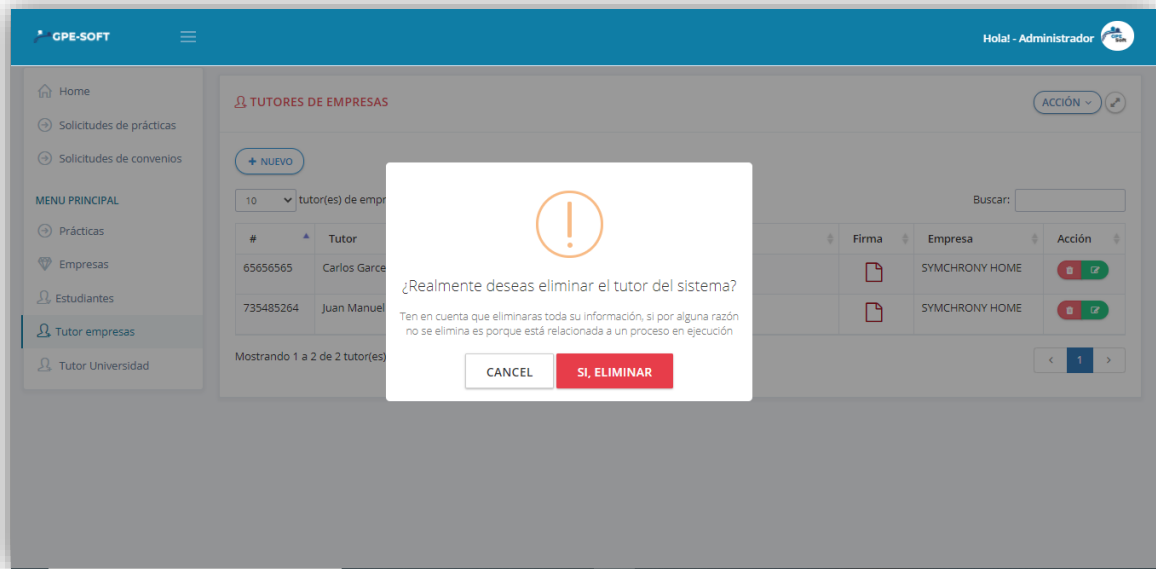 GPE-SOFT
Hola! - Administrador
Home
Solicitudes de prácticas
Solicitudes de convenios
MENU PRINCIPAL
Prácticas
Empresas
Estudiantes
Tutor empresas
Tutor Universidad
TUTORES DE EMPRESAS
ACCIÓN
+ NUEVO
10 tutor(es) de empr
Buscar:
# Tutor Firma Empresa Acción
65656565 Carlos Garce SYMCHRONY HOME
735485264 Juan Manuel SYMCHRONY HOME
Mostrando 1 a 2 de 2 tutor(es)
< 1 >
¿Realmente deseas eliminar el tutor del sistema?
Ten en cuenta que eliminaras toda su información, si por alguna razón
no se elimina es porque está relacionada a un proceso en ejecución
CANCEL
SI, ELIMINAR